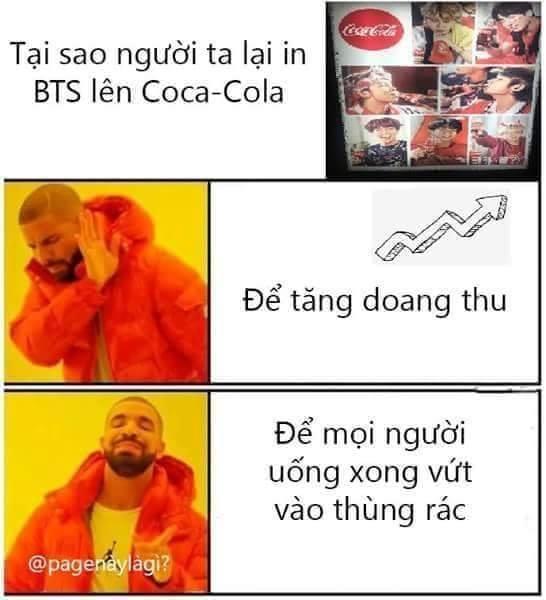 Tại sao người ta lại in
BTS lên Coca-Cola
Coca-Cola
Để tăng doang thu
Để mọi người
uống xong vứt
vào thùng rác
@pagenàylàgì?